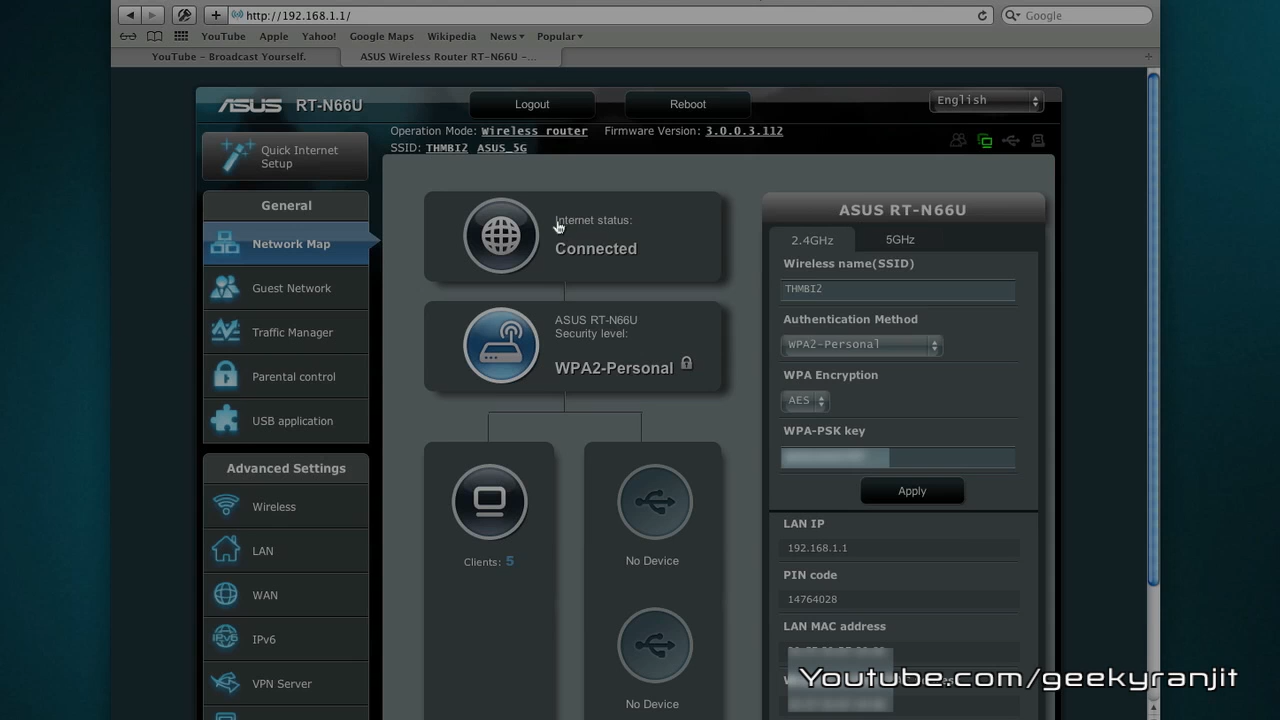 http://192.168.1.1/
Google
YouTube Apple Yahoo! Google Maps Wikipedia News Popular
YouTube - Broadcast Yourself.
ASUS Wireless Router RT-N66U -...
ASUS RT-N66U
Logout
Reboot
English
Operation Mode: Wireless router Firmware Version: 3.0.0.3.112
SSID: THMBI2 ASUS_5G
Quick Internet
Setup
General
Network Map
Guest Network
Traffic Manager
Parental control
USB application
Advanced Settings
Wireless
LAN
WAN
IPv6
IPv6
VPN Server
Internet status:
Connected
ASUS RT-N66U
Security level:
WPA2-Personal
Clients: 5
No Device
No Device
ASUS RT-N66U
2.4GHz
5GHz
Wireless name(SSID)
THMBI2
Authentication Method
WPA2-Personal
WPA Encryption
AES
WPA-PSK key
Apply
LAN IP
192.168.1.1
PIN code
14764028
LAN MAC address
Youtube.com/geekyranjit